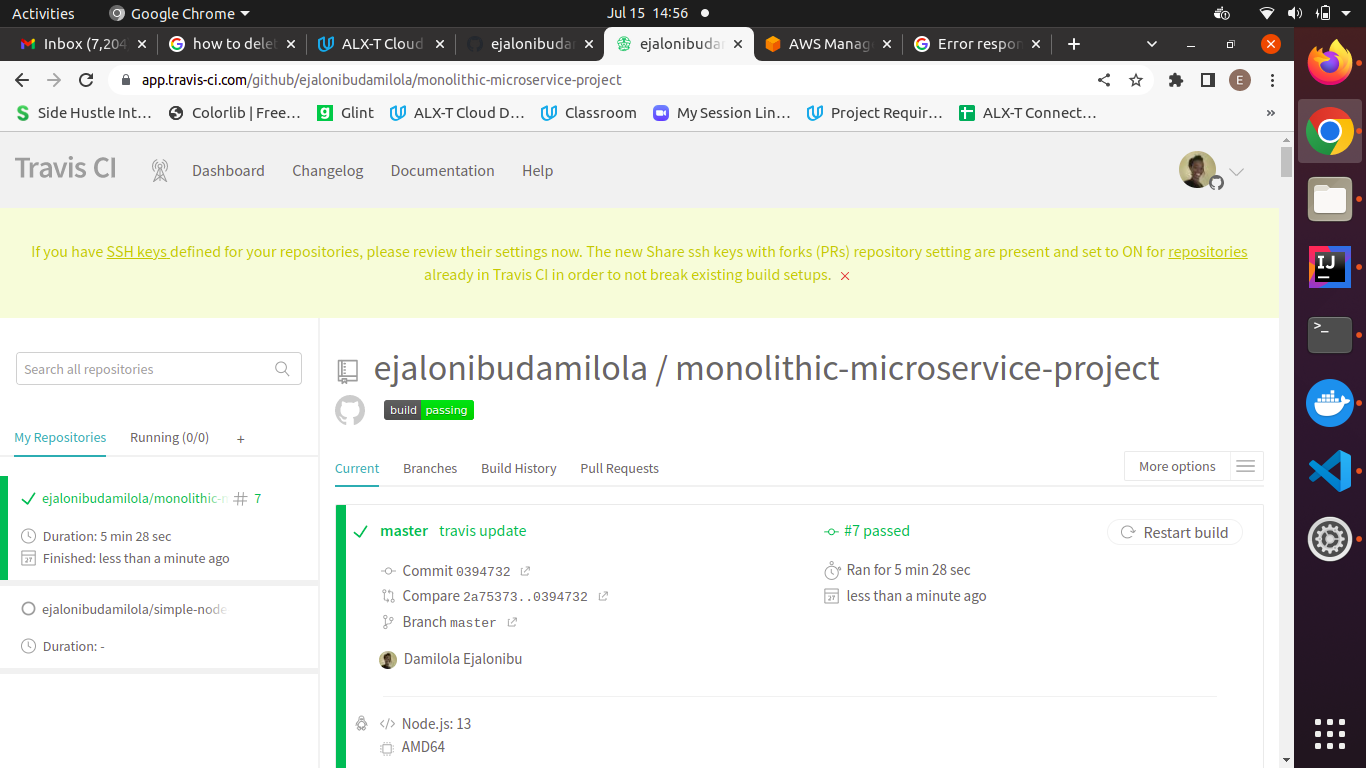 Activities Google Chrome Jul 15 14:56
Inbox (7,204 how to delet ALX-T Cloud ejalonibuda ejalonibudar AWS Manag Error respon
app.travis-ci.com/github/ejalonibudamilola/monolithic-microservice-project E
Side Hustle Int... Colorlib | Free... Glint ALX-T Cloud D... Classroom My Session Lin... Project Requir... ALX-T Connect... »
Travis CI Dashboard Changelog Documentation Help
If you have SSH keys defined for your repositories, please review their settings now. The new Share ssh keys with forks (PRs) repository setting are present and set to ON for repositories
already in Travis CI in order to not break existing build setups.
Search all repositories
ejalonibudamilola / monolithic-microservice-project
build passing
My Repositories Running (0/0) +
Current Branches Build History Pull Requests More options
ejalonibudamilola/monolithic-m # 7
Duration: 5 min 28 sec
Finished: less than a minute ago
ejalonibudamilola/simple-node
Duration: -
master travis update #7 passed Restart build
Commit 0394732 Ran for 5 min 28 sec
Compare 2a75373..0394732 less than a minute ago
Branch master
Damilola Ejalonibu
Node.js: 13
AMD64